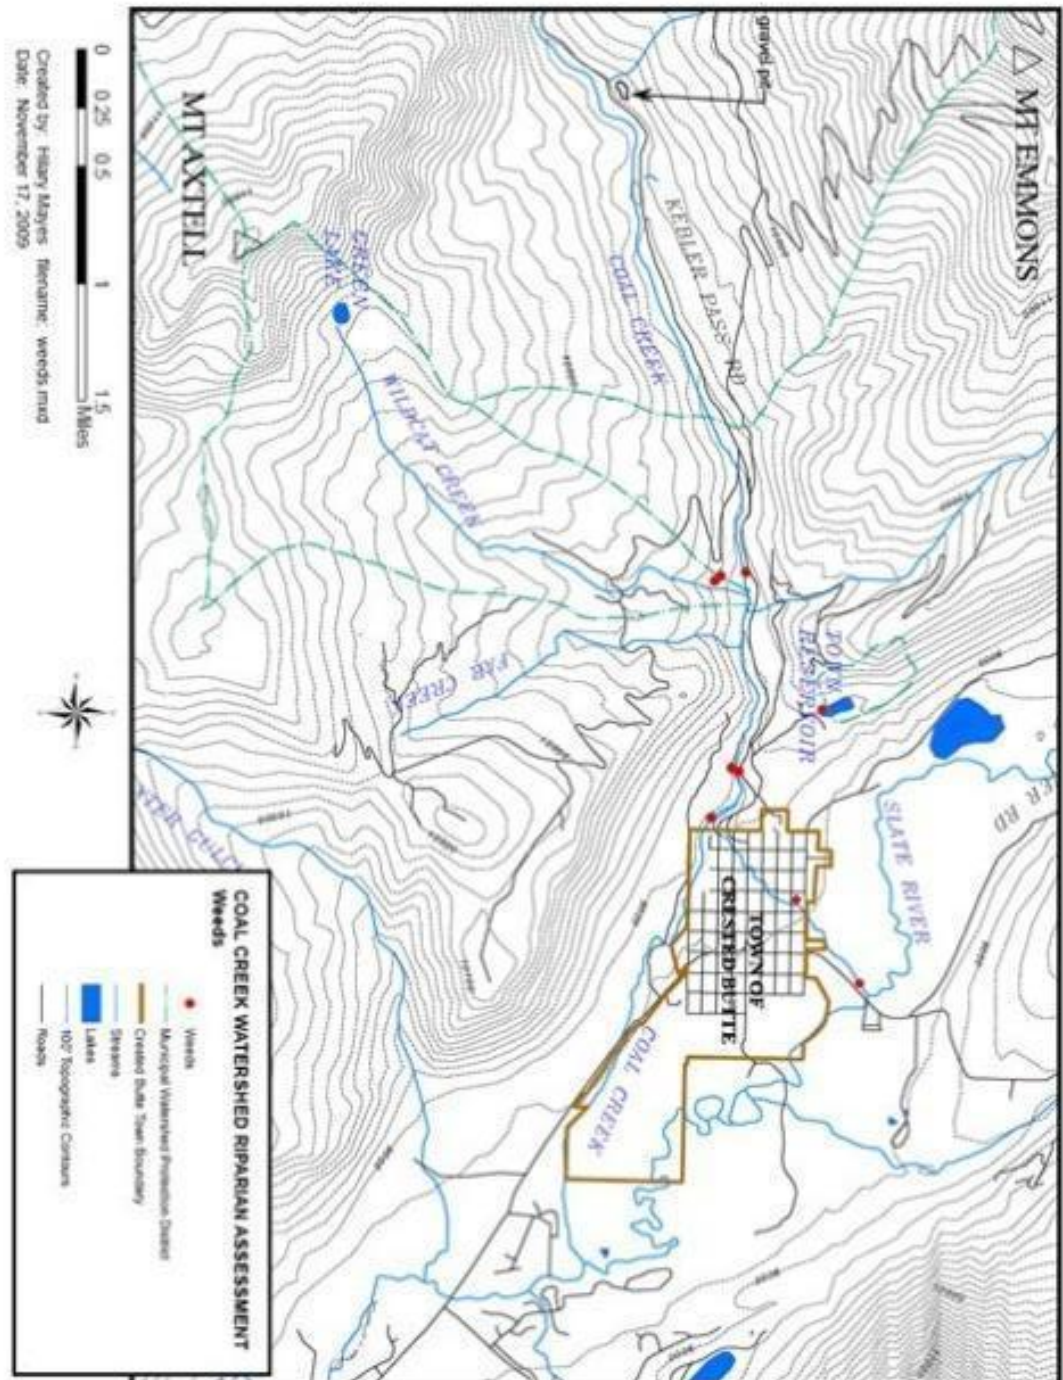 MT EMMONS
gravel pit
KEBLER PASS RD
COAL CREEK
MT AXTELL
GREEN
LAKE
WILDCAT CREEK
TOWN
RESERVOIR
SLATE RIVER
RD
TOWN OF
CRESTED BUTTE
COAL CREEK
0 0.25 0.5 1 1.5
Miles
Created by: Hilary Mayes filename: weeds.mxd
Date: November 17, 2009
COAL CREEK WATERSHED RIPARIAN ASSESSMENT
Weeds
Weeds
Municipal Watershed Protection District
Crested Butte Town Boundary
Streams
Lakes
100' Topographic Contours
Roads